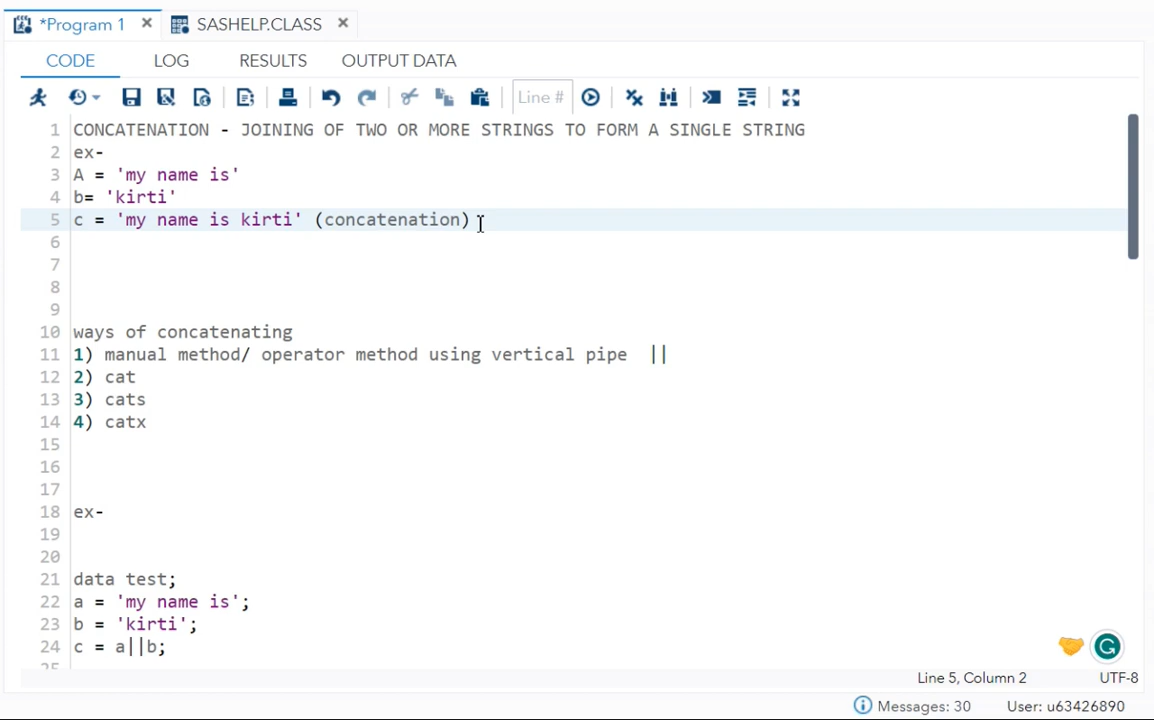 *Program 1 × SASHELP.CLASS ×
CODE LOG RESULTS OUTPUT DATA
Line #
1 CONCATENATION - JOINING OF TWO OR MORE STRINGS TO FORM A SINGLE STRING
2 ex-
3 A = 'my name is'
4 b= 'kirti'
5 c = 'my name is kirti' (concatenation)
6
7
8
9
10 ways of concatenating
11 1) manual method/ operator method using vertical pipe  ||
12 2) cat
13 3) cats
14 4) catx
15
16
17
18 ex-
19
20
21 data test;
22 a = 'my name is';
23 b = 'kirti';
24 c = a||b;
25
Line 5, Column 2 UTF-8
Messages: 30 User: u63426890